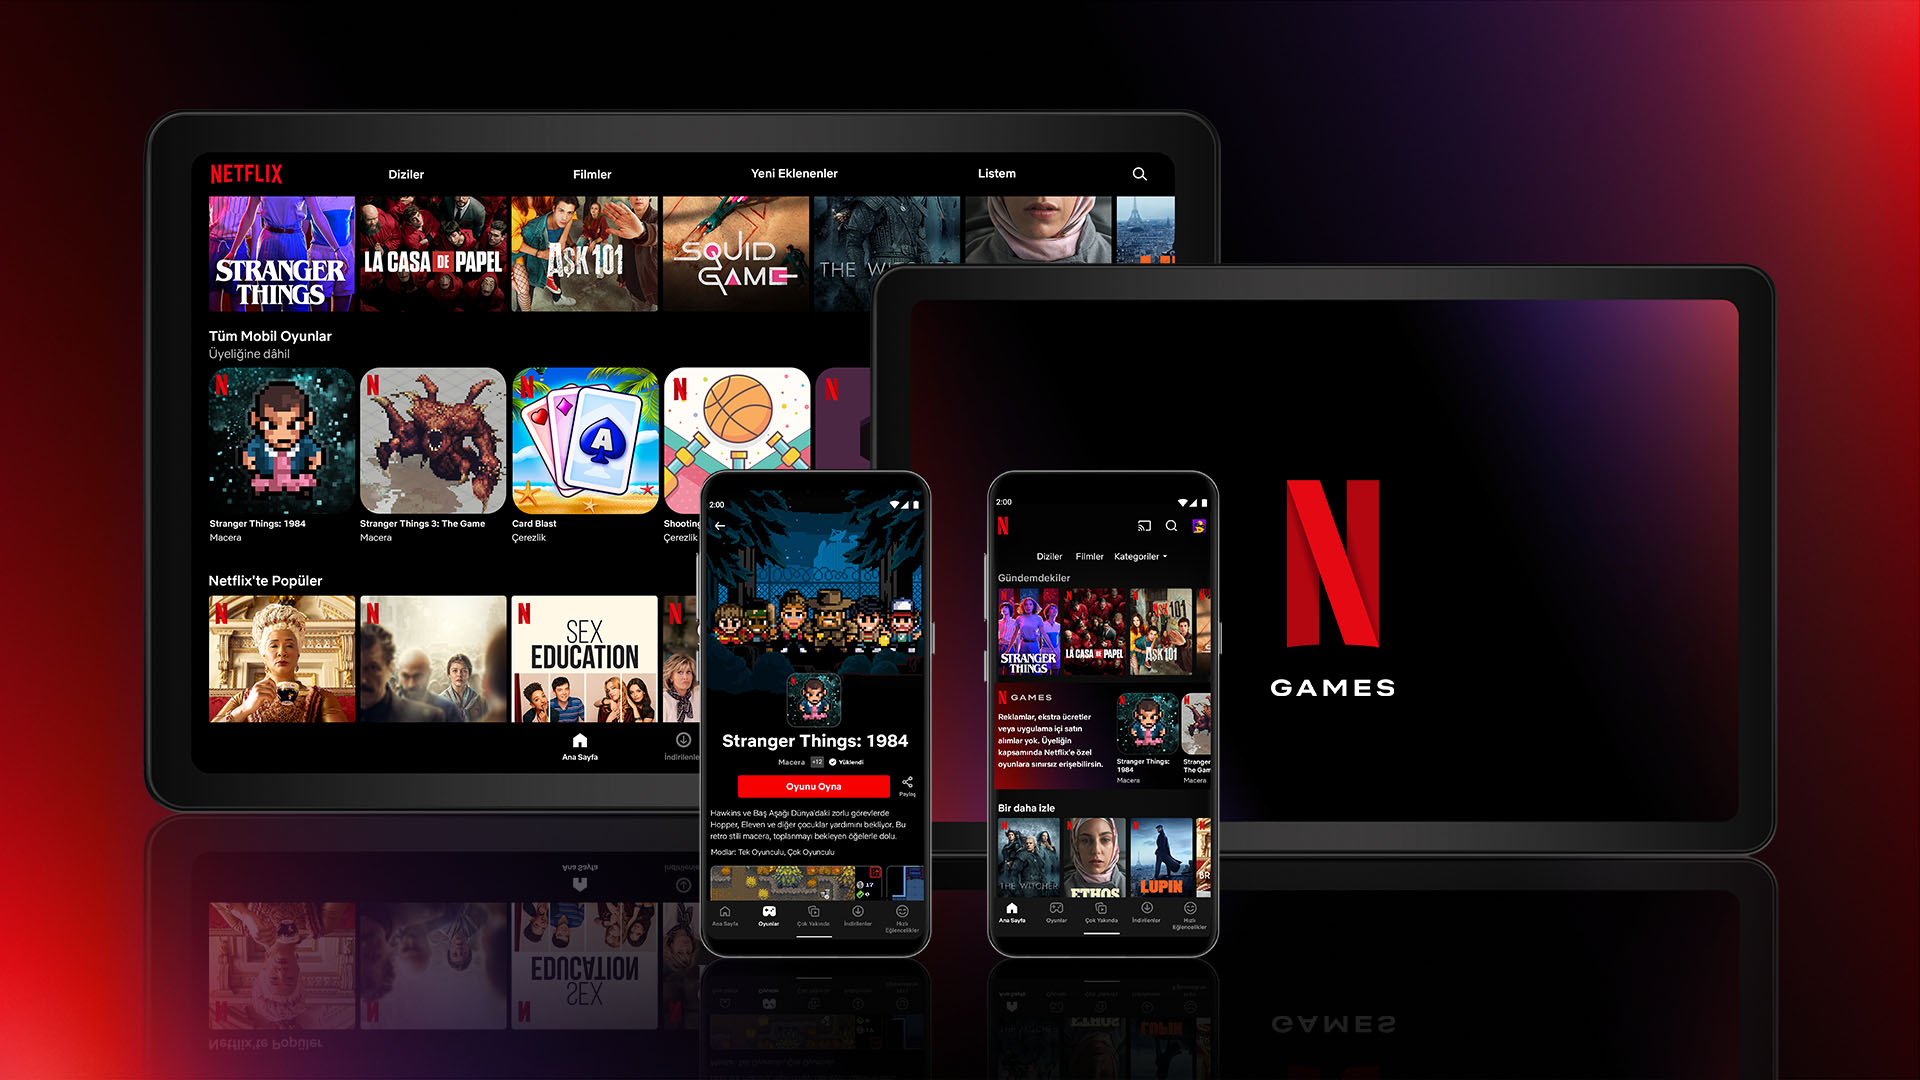 NETFLIX
Diziler
Filmler
Yeni Eklenenler
Listem
STRANGER
THINGS
LA CASA DE PAPEL
AŞK 101
SQUID
GAME
THE
Tüm Mobil Oyunlar
Üyeliğine dâhil
Stranger Things: 1984
Macera
Stranger Things 3: The Game
Macera
A
Card Blast
Çerezlik
Shooting
Çerezlik
Netflix'te Popüler
SEX
EDUCATION
Ana Sayfa
2:00
Stranger Things: 1984
Macera +12 Yüklendi
Oyunu Oyna
Paylaş
Hawkins ve Baş Aşağı Dünya'daki zorlu görevlerde
Hopper, Eleven ve diğer çocuklar yardımını bekliyor. Bu
retro stili macera, toplanmayı bekleyen öğelerle dolu.
Modlar: Tek Oyunculu, Çok Oyunculu
17
0
Ana Sayfa
Oyunlar
Çok Yakında
İndirilenler
Hızlı
Eğlencelikler
2:00
N
Diziler
Filmler
Kategoriler
Gündemdekiler
STRANGER
THINGS
LA CASA DE PAPEL
AŞK 101
N GAMES
Reklamlar, ekstra ücretler
veya uygulama içi satın
alımlar yok. Üyeliğin
kapsamında Netflix'e özel
oyunlara sınırsız erişebilirsin.
Stranger Things:
1984
Macera
Stranger
The Gam
Macera
Bir daha izle
THE WITCHER
ETHOS
LUPIN
BR
Ana Sayfa
Oyunlar
Çok Yakında
İndirilenler
Hızlı
Eğlencelikler
N
GAMES